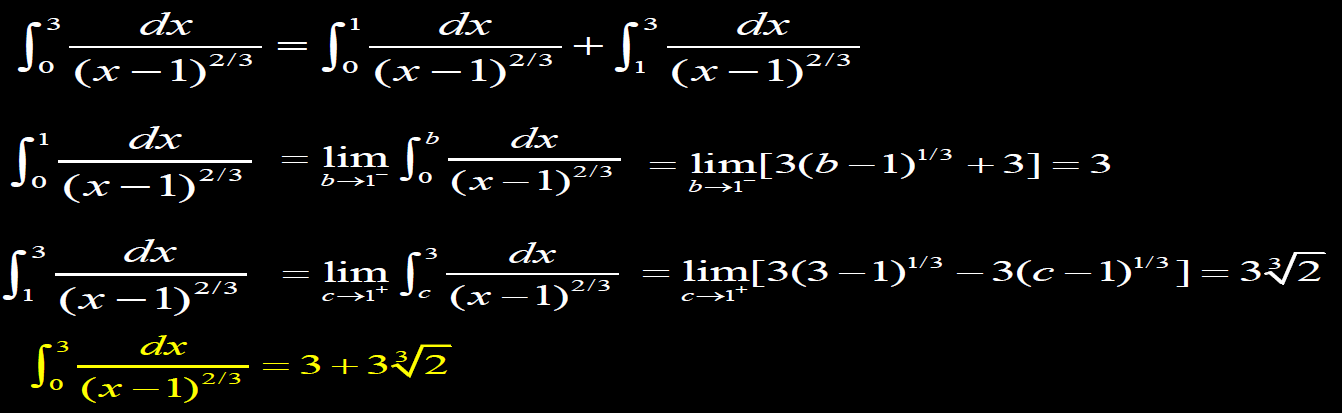 ∫₀³ dx/(x − 1)^{2/3} = ∫₀¹ dx/(x − 1)^{2/3} + ∫₁³ dx/(x − 1)^{2/3}
∫₀¹ dx/(x − 1)^{2/3} = lim_{b→1⁻} ∫₀^b dx/(x − 1)^{2/3} = lim_{b→1⁻} [3(b − 1)^{1/3} + 3] = 3
∫₁³ dx/(x − 1)^{2/3} = lim_{c→1⁺} ∫_c³ dx/(x − 1)^{2/3} = lim_{c→1⁺} [3(3 − 1)^{1/3} − 3(c − 1)^{1/3}] = 3∛2
∫₀³ dx/(x − 1)^{2/3} = 3 + 3∛2